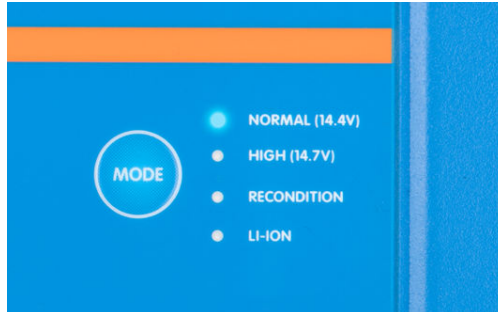 MODE
NORMAL (14.4V)
HIGH (14.7V)
RECONDITION
LI-ION